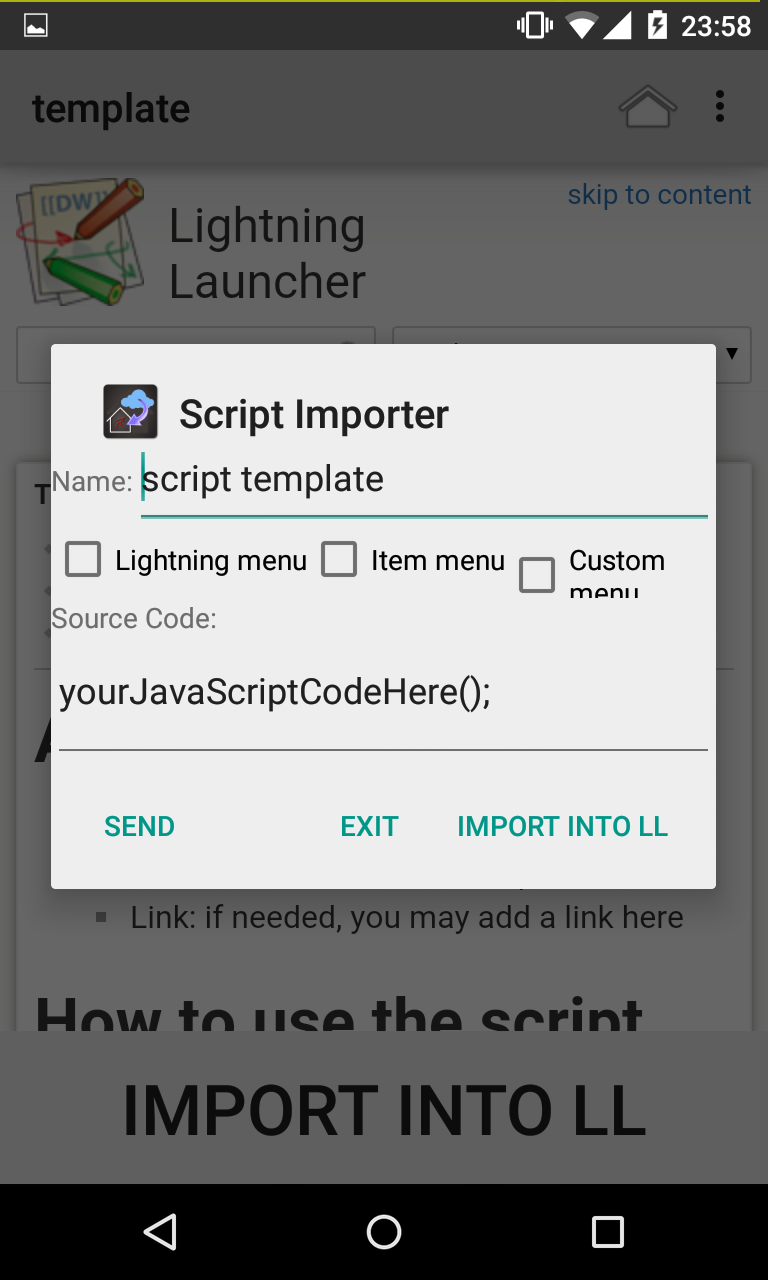 23:58
template
[[DW]]
skip to content
Lightning
Launcher
Script Importer
Name: script template
Lightning menu Item menu Custom
menu
Source Code:
yourJavaScriptCodeHere();
SEND EXIT IMPORT INTO LL
Link: if needed, you may add a link here
How to use the script
IMPORT INTO LL